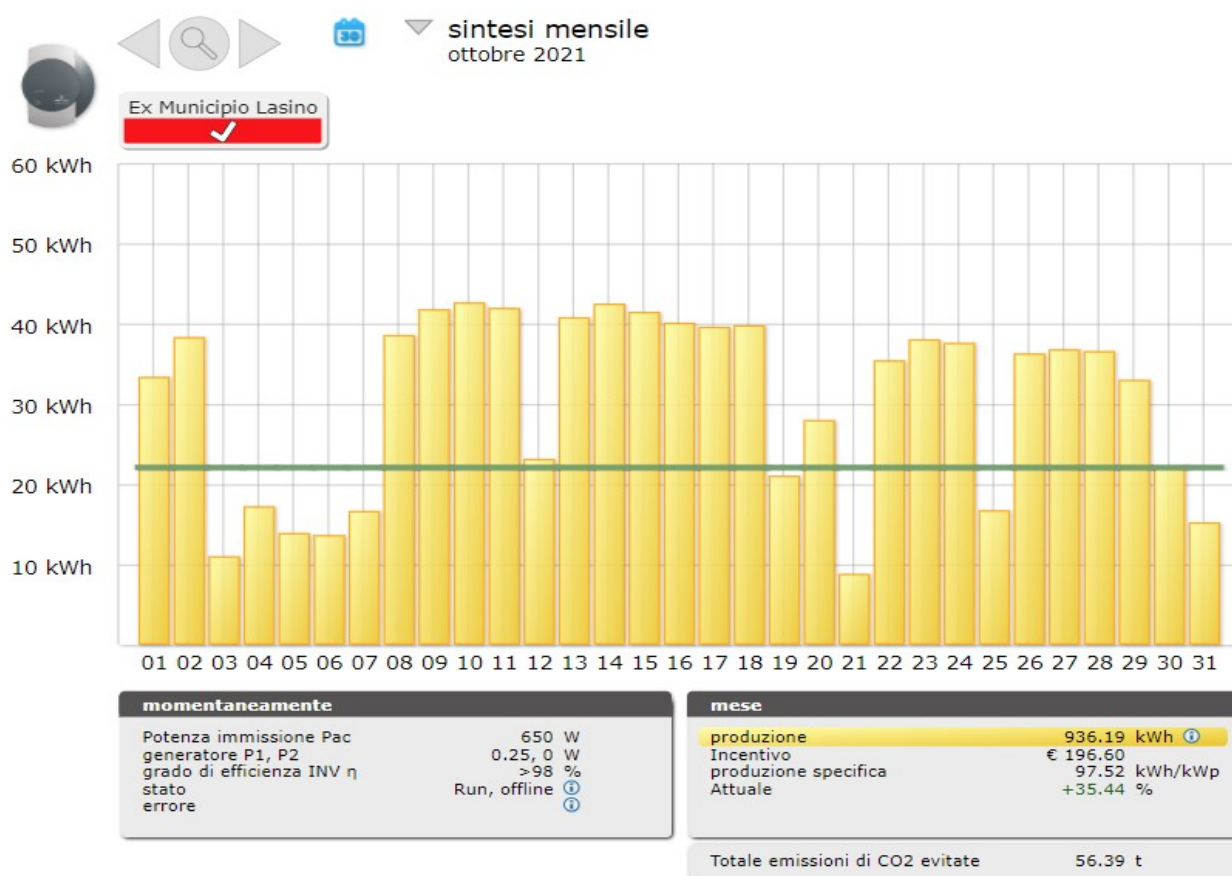 30
sintesi mensile
ottobre 2021
Ex Municipio Lasino
60 kWh
50 kWh
40 kWh
30 kWh
20 kWh
10 kWh
01 02 03 04 05 06 07 08 09 10 11 12 13 14 15 16 17 18 19 20 21 22 23 24 25 26 27 28 29 30 31
momentaneamente
Potenza immissione Pac 650 W
generatore P1, P2 0.25, 0 W
grado di efficienza INV η >98 %
stato Run, offline
errore
mese
produzione 936.19 kWh
Incentivo € 196.60
produzione specifica 97.52 kWh/kWp
Attuale +35.44 %
Totale emissioni di CO2 evitate 56.39 t